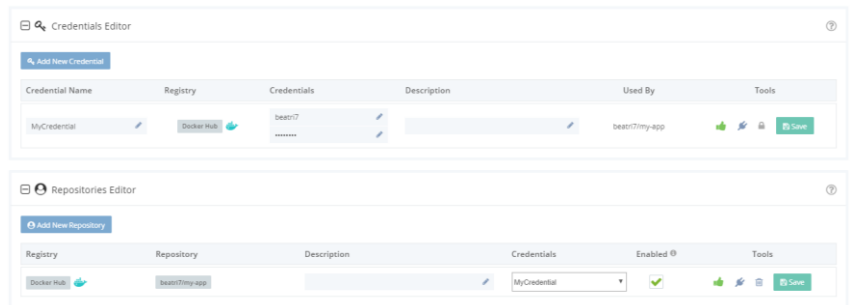 Credentials Editor
Add New Credential
Credential Name Registry Credentials Description Used By Tools
MyCredential Docker Hub beatri7 beatri7/my-app Save
••••••••
Repositories Editor
Add New Repository
Registry Repository Description Credentials Enabled Tools
Docker Hub beatri7/my-app MyCredential Save